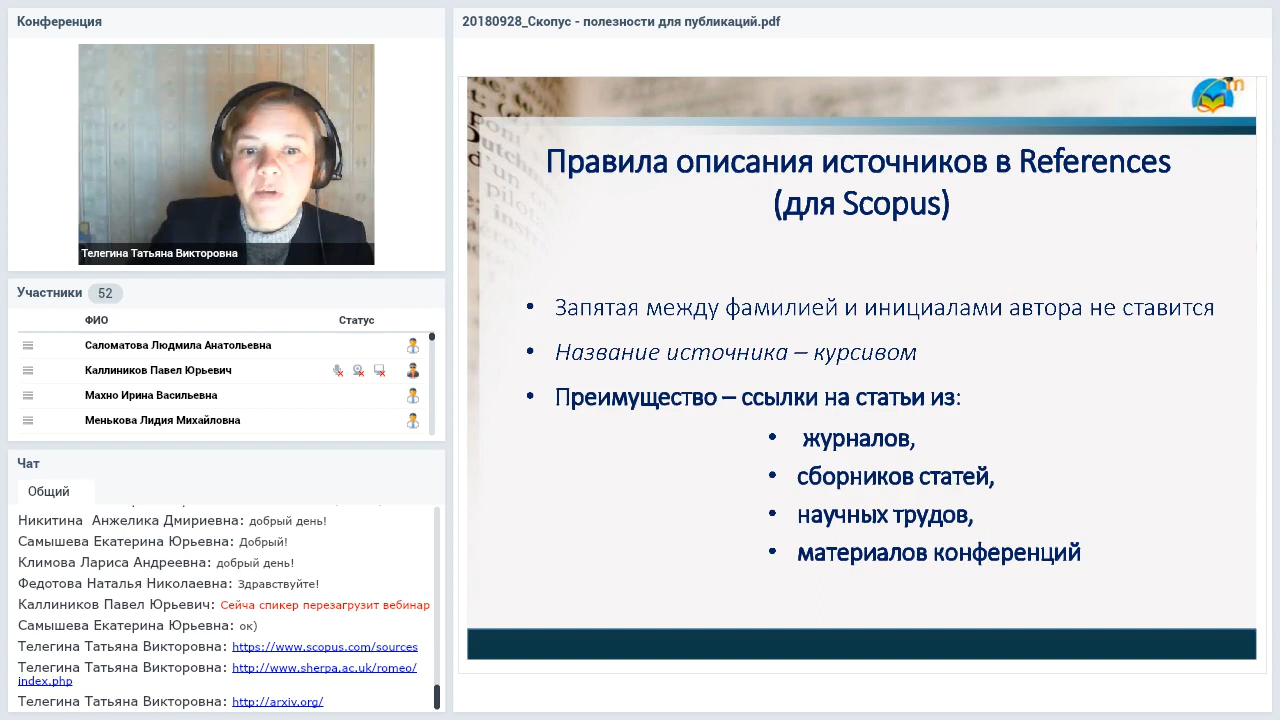 Конференция
Телегина Татьяна Викторовна
Участники 52
ФИО Статус
Саломатова Людмила Анатольевна
Каллиников Павел Юрьевич
Махно Ирина Васильевна
Менькова Лидия Михайловна
Чат
Общий
Никитина Анжелика Дмириевна: добрый день!
Самышева Екатерина Юрьевна: Добрый!
Климова Лариса Андреевна: добрый день!
Федотова Наталья Николаевна: Здравствуйте!
Каллиников Павел Юрьевич: Сейча спикер перезагрузит вебинар
Самышева Екатерина Юрьевна: ок)
Телегина Татьяна Викторовна: https://www.scopus.com/sources
Телегина Татьяна Викторовна: http://www.sherpa.ac.uk/romeo/
index.php
Телегина Татьяна Викторовна: http://arxiv.org/
20180928_Скопус - полезности для публикаций.pdf
Правила описания источников в References
(для Scopus)
• Запятая между фамилией и инициалами автора не ставится
• Название источника – курсивом
• Преимущество – ссылки на статьи из:
• журналов,
• сборников статей,
• научных трудов,
• материалов конференций